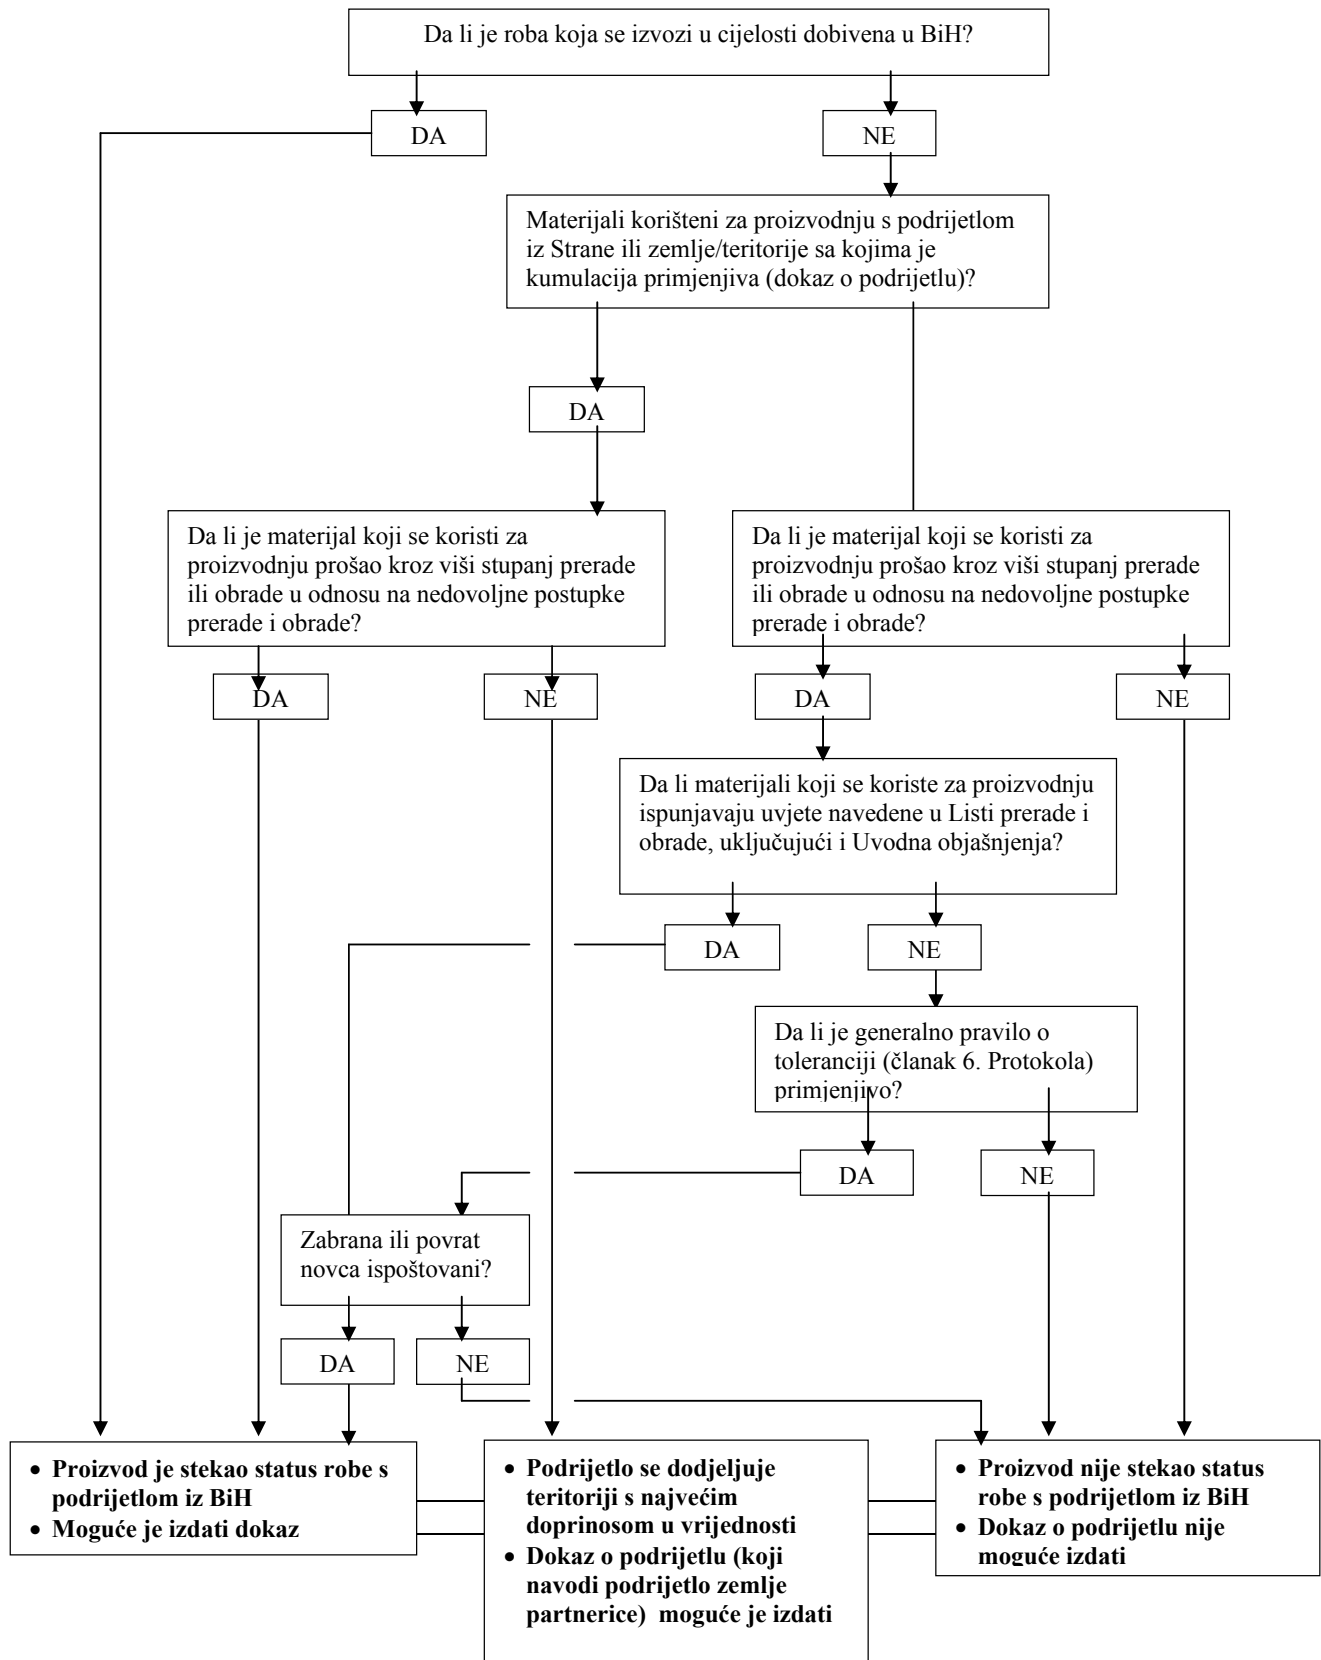 Da li je roba koja se izvozi u cijelosti dobivena u BiH?
DA
NE
Materijali korišteni za proizvodnju s podrijetlom
iz Strane ili zemlje/teritorije sa kojima je
kumulacija primjenjiva (dokaz o podrijetlu)?
DA
Da li je materijal koji se koristi za
proizvodnju prošao kroz viši stupanj prerade
ili obrade u odnosu na nedovoljne postupke
prerade i obrade?
Da li je materijal koji se koristi za
proizvodnju prošao kroz viši stupanj prerade
ili obrade u odnosu na nedovoljne postupke
prerade i obrade?
DA
NE
DA
NE
Da li materijali koji se koriste za proizvodnju
ispunjavaju uvjete navedene u Listi prerade i
obrade, uključujući i Uvodna objašnjenja?
DA
NE
Da li je generalno pravilo o
toleranciji (članak 6. Protokola)
primjenjivo?
DA
NE
Zabrana ili povrat
novca ispoštovani?
DA
NE
• Proizvod je stekao status robe s
podrijetlom iz BiH
• Moguće je izdati dokaz
• Podrijetlo se dodjeljuje
teritoriji s najvećim
doprinosom u vrijednosti
• Dokaz o podrijetlu (koji
navodi podrijetlo zemlje
partnerice) moguće je izdati
• Proizvod nije stekao status
robe s podrijetlom iz BiH
• Dokaz o podrijetlu nije
moguće izdati